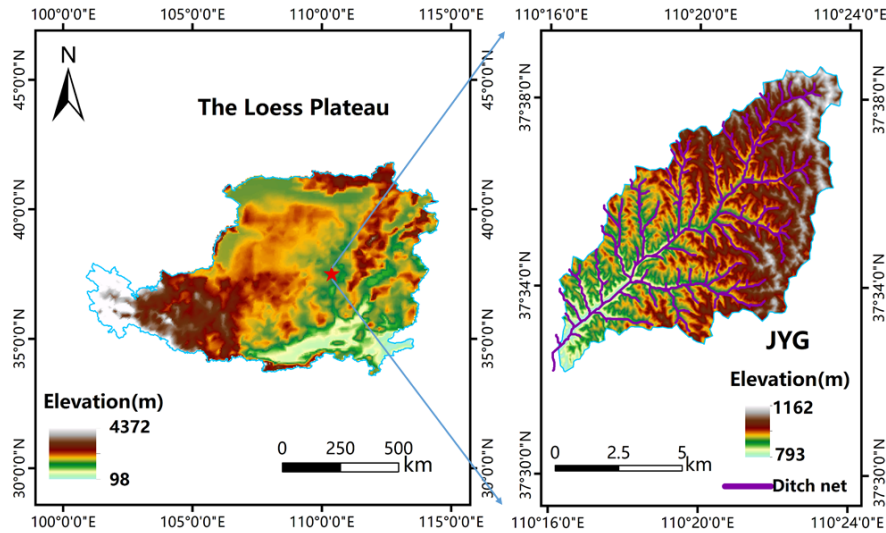 100°0'0"E 105°0'0"E 110°0'0"E 115°0'0"E
110°16'0"E 110°20'0"E 110°24'0"E
45°0'0"N
40°0'0"N
35°0'0"N
30°0'0"N
N
The Loess Plateau
Elevation(m)
4372
98
0 250 500
km
45°0'0"N
40°0'0"N
35°0'0"N
30°0'0"N
100°0'0"E 105°0'0"E 110°0'0"E 115°0'0"E
37°38'0"N
37°34'0"N
37°30'0"N
JYG
Elevation(m)
1162
793
0 2.5 5
km
Ditch net
37°38'0"N
37°34'0"N
37°30'0"N
110°16'0"E 110°20'0"E 110°24'0"E